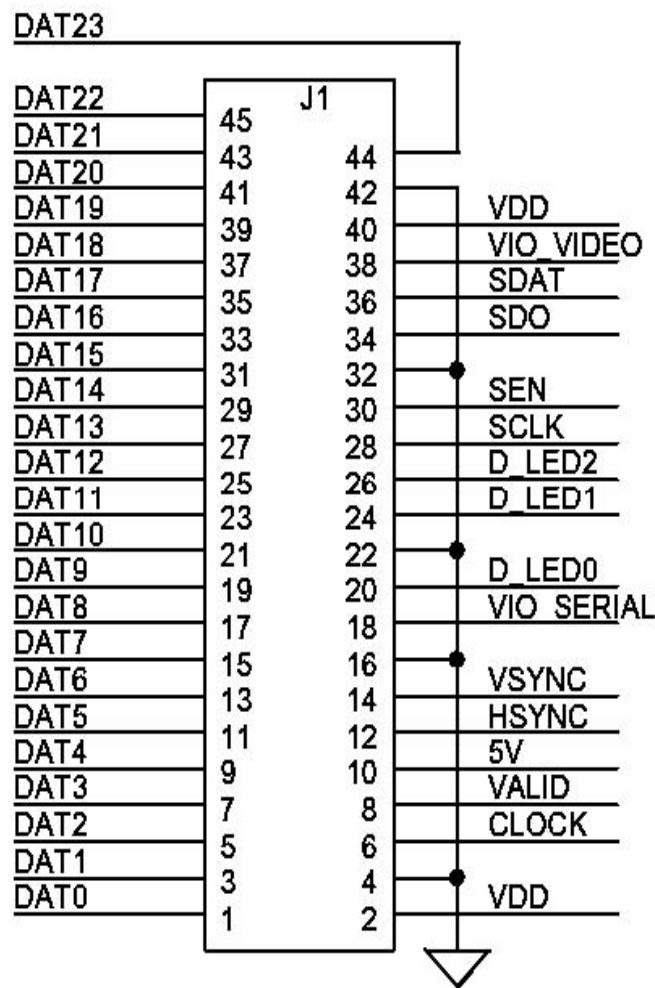 DAT23
J1
DAT22 45
DAT21 43 44
DAT20 41 42
DAT19 39 40 VDD
DAT18 37 38 VIO_VIDEO
DAT17 35 36 SDAT
DAT16 33 34 SDO
DAT15 31 32
DAT14 29 30 SEN
DAT13 27 28 SCLK
DAT12 25 26 D_LED2
DAT11 23 24 D_LED1
DAT10 21 22
DAT9 19 20 D_LED0
DAT8 17 18 VIO_SERIAL
DAT7 15 16
DAT6 13 14 VSYNC
DAT5 11 12 HSYNC
DAT4 9 10 5V
DAT3 7 8 VALID
DAT2 5 6 CLOCK
DAT1 3 4
DAT0 1 2 VDD